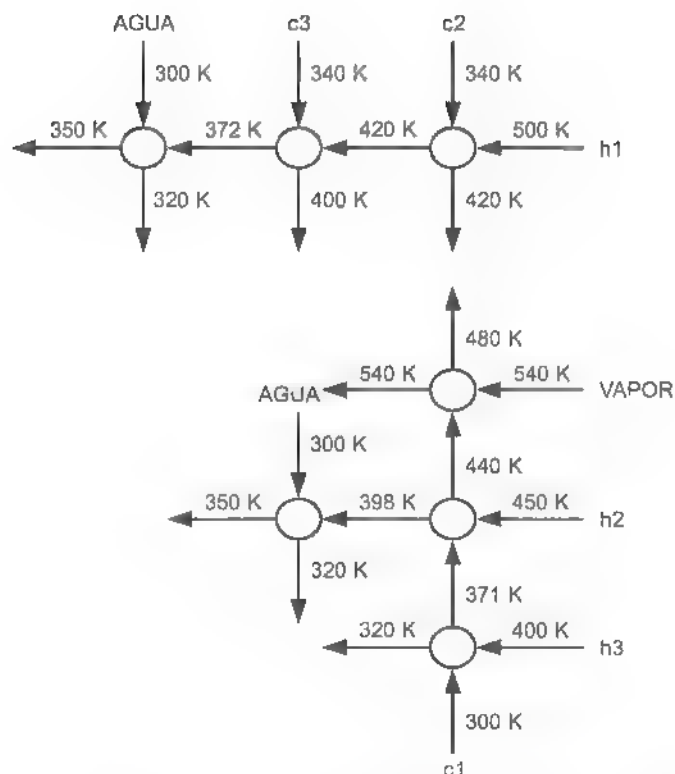 AGUA c3 c2
300 K 340 K 340 K
350 K 372 K 420 K 500 K
h1
320 K 400 K 420 K
480 K
540 K 540 K
AGUA VAPOR
300 K 440 K
350 K 398 K 450 K
h2
320 K
371 K
320 K 400 K
h3
300 K
c1